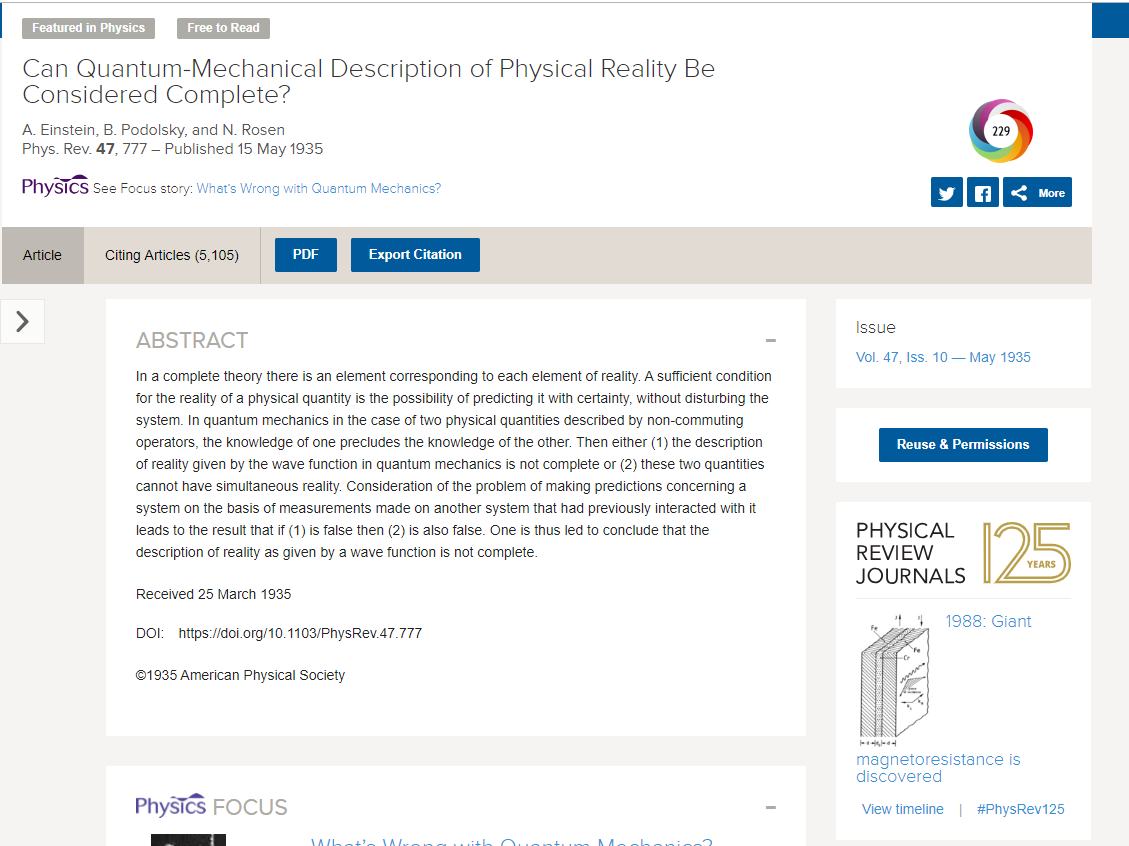 Featured in Physics
Free to Read
Can Quantum-Mechanical Description of Physical Reality Be
Considered Complete?
A. Einstein, B. Podolsky, and N. Rosen
Phys. Rev. 47, 777 – Published 15 May 1935
229
Physics See Focus story: What's Wrong with Quantum Mechanics?
More
Article
Citing Articles (5,105)
PDF
Export Citation
ABSTRACT
In a complete theory there is an element corresponding to each element of reality. A sufficient condition
for the reality of a physical quantity is the possibility of predicting it with certainty, without disturbing the
system. In quantum mechanics in the case of two physical quantities described by non-commuting
operators, the knowledge of one precludes the knowledge of the other. Then either (1) the description
of reality given by the wave function in quantum mechanics is not complete or (2) these two quantities
cannot have simultaneous reality. Consideration of the problem of making predictions concerning a
system on the basis of measurements made on another system that had previously interacted with it
leads to the result that if (1) is false then (2) is also false. One is thus led to conclude that the
description of reality as given by a wave function is not complete.
Received 25 March 1935
DOI: https://doi.org/10.1103/PhysRev.47.777
©1935 American Physical Society
Physics FOCUS
What's Wrong with Quantum Mechanics?
Issue
Vol. 47, Iss. 10 — May 1935
Reuse & Permissions
PHYSICAL
REVIEW
JOURNALS
125
YEARS
Fe
Fe
Cr
1988: Giant
magnetoresistance is
discovered
View timeline | #PhysRev125